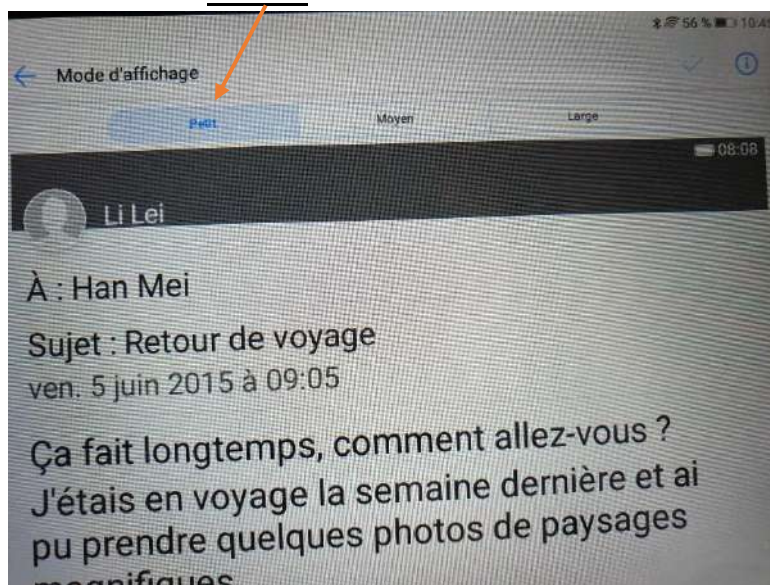 56 % 10:45
Mode d'affichage
Petit Moyen Large
08:08
Li Lei
À : Han Mei
Sujet : Retour de voyage
ven. 5 juin 2015 à 09:05
Ça fait longtemps, comment allez-vous ?
J'étais en voyage la semaine dernière et ai
pu prendre quelques photos de paysages
magnifiques